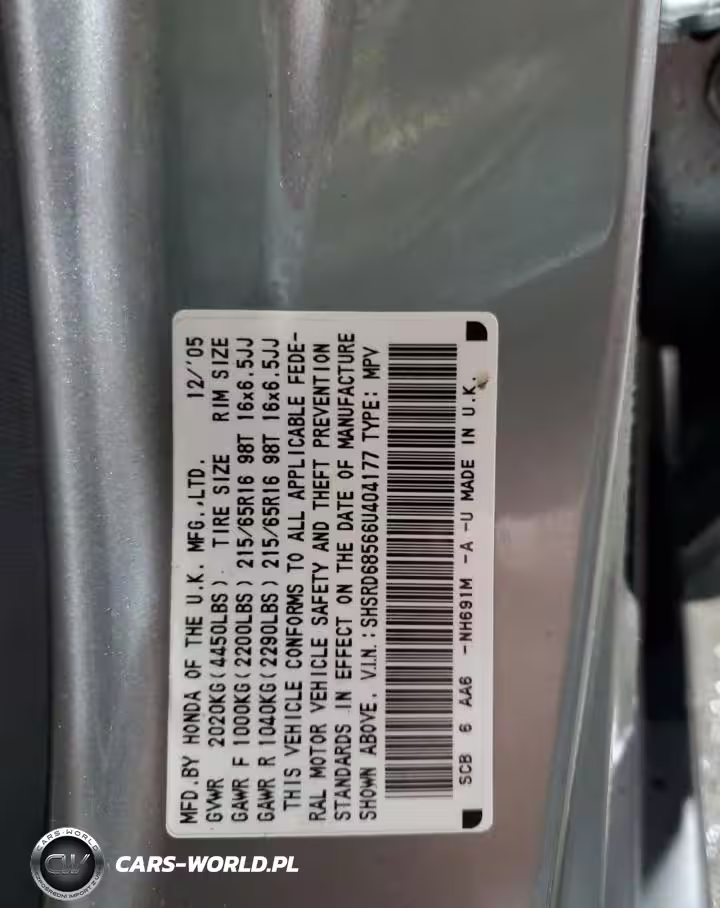 MFD.BY HONDA OF THE U.K. MFG.,LTD. 12/'05
GVWR 2020KG(4450LBS) TIRE SIZE RIM SIZE
GAWR F 1000KG(2200LBS) 215/65R16 98T 16x6.5JJ
GAWR R 1040KG(2290LBS) 215/65R16 98T 16x6.5JJ
THIS VEHICLE CONFORMS TO ALL APPLICABLE FEDE-
RAL MOTOR VEHICLE SAFETY AND THEFT PREVENTION
STANDARDS IN EFFECT ON THE DATE OF MANUFACTURE
SHOWN ABOVE. V.I.N.:SHSRD68566U404177 TYPE: MPV
SCB 6 AA6 -NH691M -A -U MADE IN U.K.
CARS-WORLD
CW
CARS-WORLD.PL